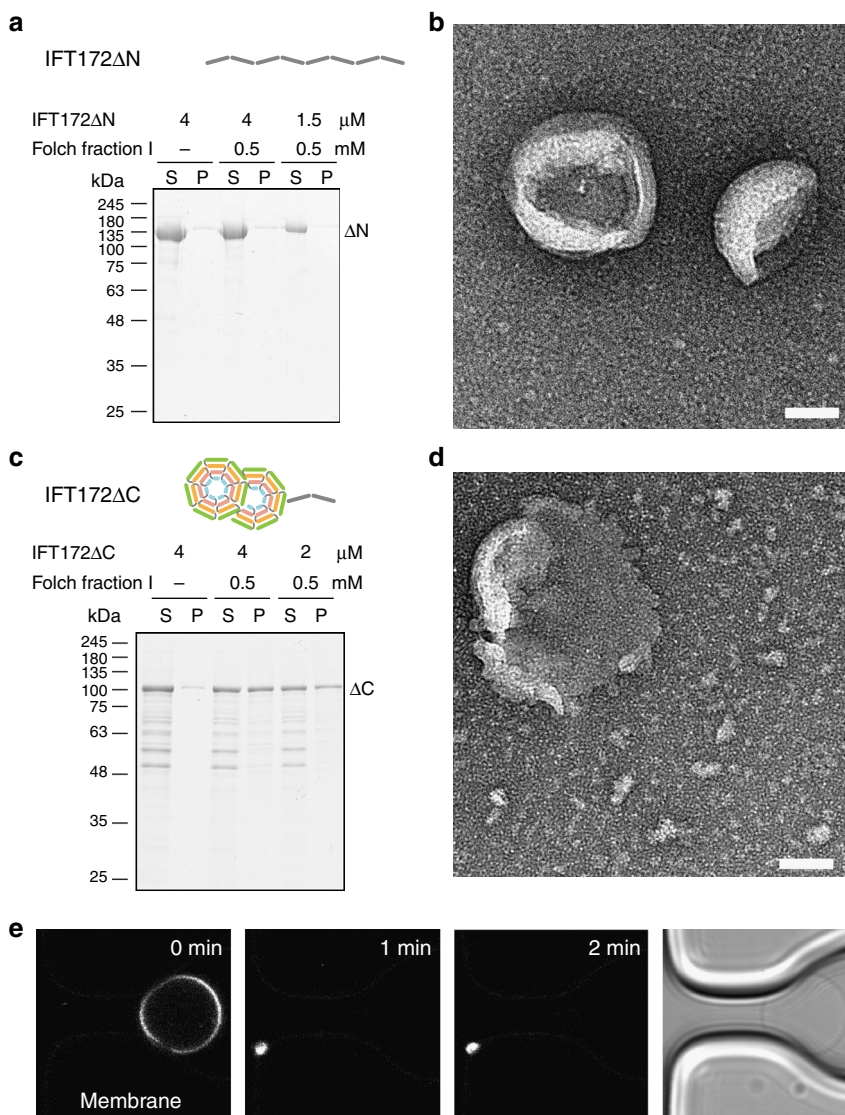 a
IFT172ΔN
IFT172ΔN 4 4 1.5 μM
Folch fraction I – 0.5 0.5 mM
kDa S P S P S P
245
180
135
100
75
63
48
35
25
ΔN
b
c
IFT172ΔC
IFT172ΔC 4 4 2 μM
Folch fraction I – 0.5 0.5 mM
kDa S P S P S P
245
180
135
100
75
63
48
35
25
ΔC
d
e
0 min
1 min
2 min
Membrane